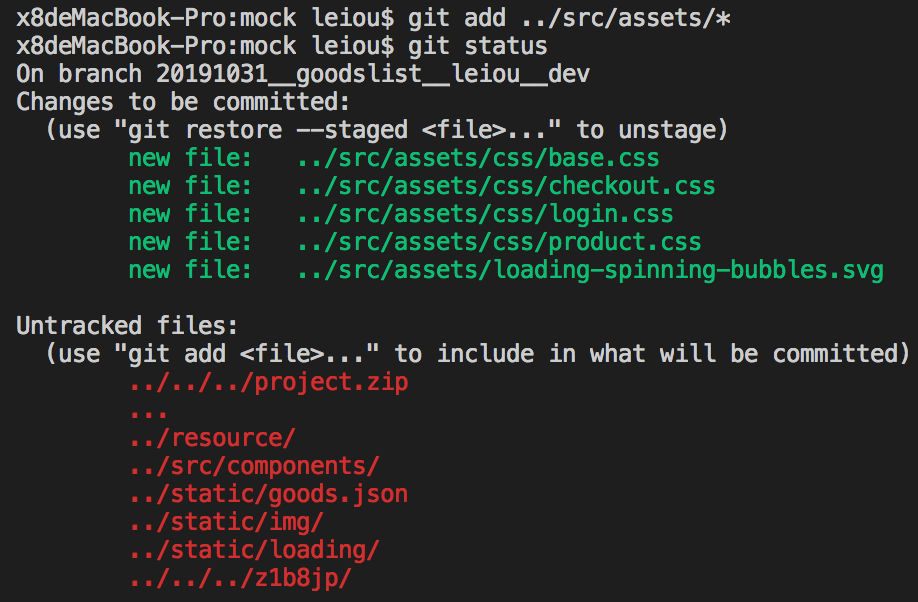 x8deMacBook-Pro:mock leiou$ git add ../src/assets/*
x8deMacBook-Pro:mock leiou$ git status
On branch 20191031__goodslist__leiou__dev
Changes to be committed:
  (use "git restore --staged <file>..." to unstage)
        new file:   ../src/assets/css/base.css
        new file:   ../src/assets/css/checkout.css
        new file:   ../src/assets/css/login.css
        new file:   ../src/assets/css/product.css
        new file:   ../src/assets/loading-spinning-bubbles.svg

Untracked files:
  (use "git add <file>..." to include in what will be committed)
        ../../../project.zip
        ...
        ../resource/
        ../src/components/
        ../static/goods.json
        ../static/img/
        ../static/loading/
        ../../../z1b8jp/